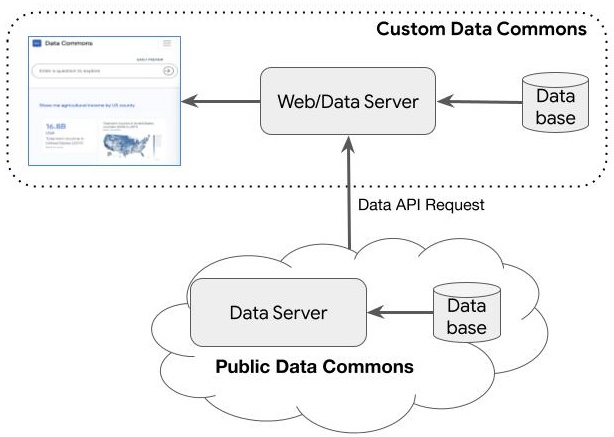 Custom Data Commons
Data Commons
Enter a question to explore
Show me agricultural income by US county
16.8B
USA
Web/Data Server
Data
base
Data API Request
Data Server
Data
base
Public Data Commons